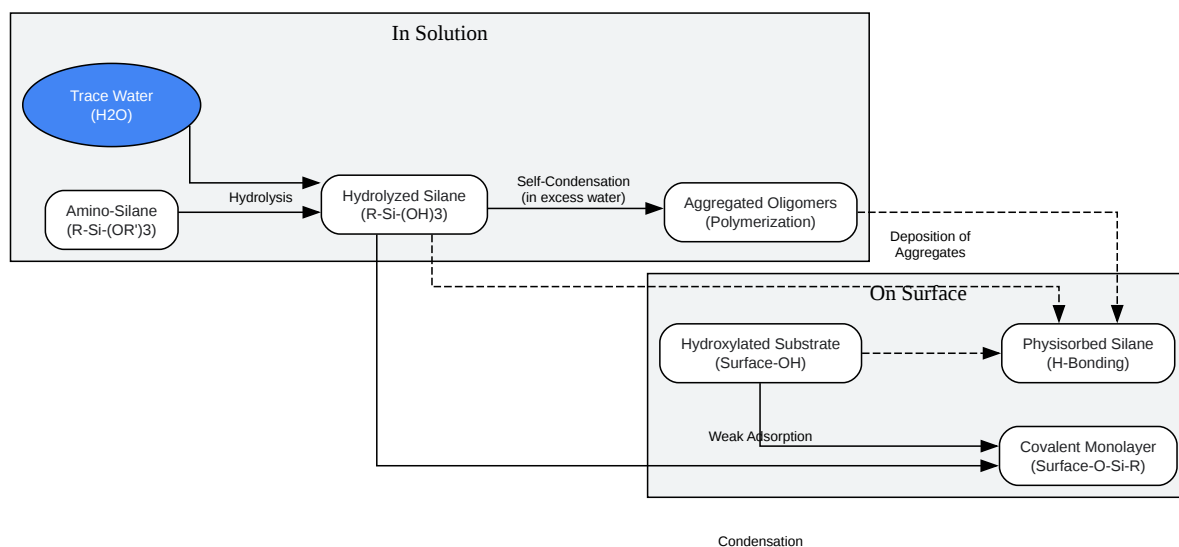 In Solution
Trace Water
(H2O)
Hydrolysis
Amino-Silane
(R-Si-(OR')3)
Hydrolyzed Silane
(R-Si-(OH)3)
Self-Condensation
(in excess water)
Aggregated Oligomers
(Polymerization)
Deposition of
Aggregates
On Surface
Hydroxylated Substrate
(Surface-OH)
Physisorbed Silane
(H-Bonding)
Weak Adsorption
Covalent Monolayer
(Surface-O-Si-R)
Condensation